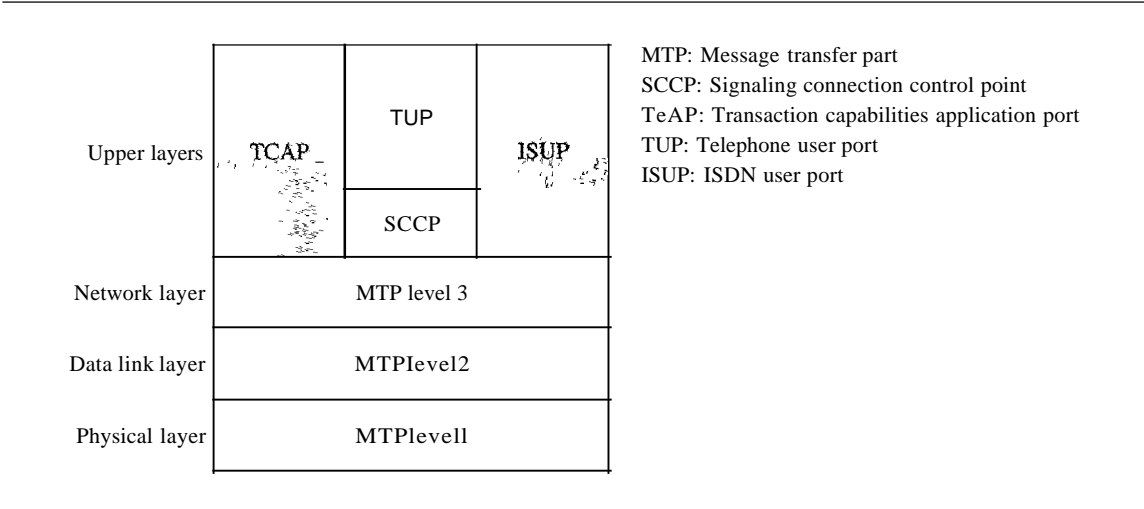 MTP: Message transfer part
SCCP: Signaling connection control point
TeAP: Transaction capabilities application port
TUP: Telephone user port
ISUP: ISDN user port
Upper layers
TCAP
TUP
ISUP
SCCP
Network layer
MTP level 3
Data link layer
MTPIevel2
Physical layer
MTPlevell